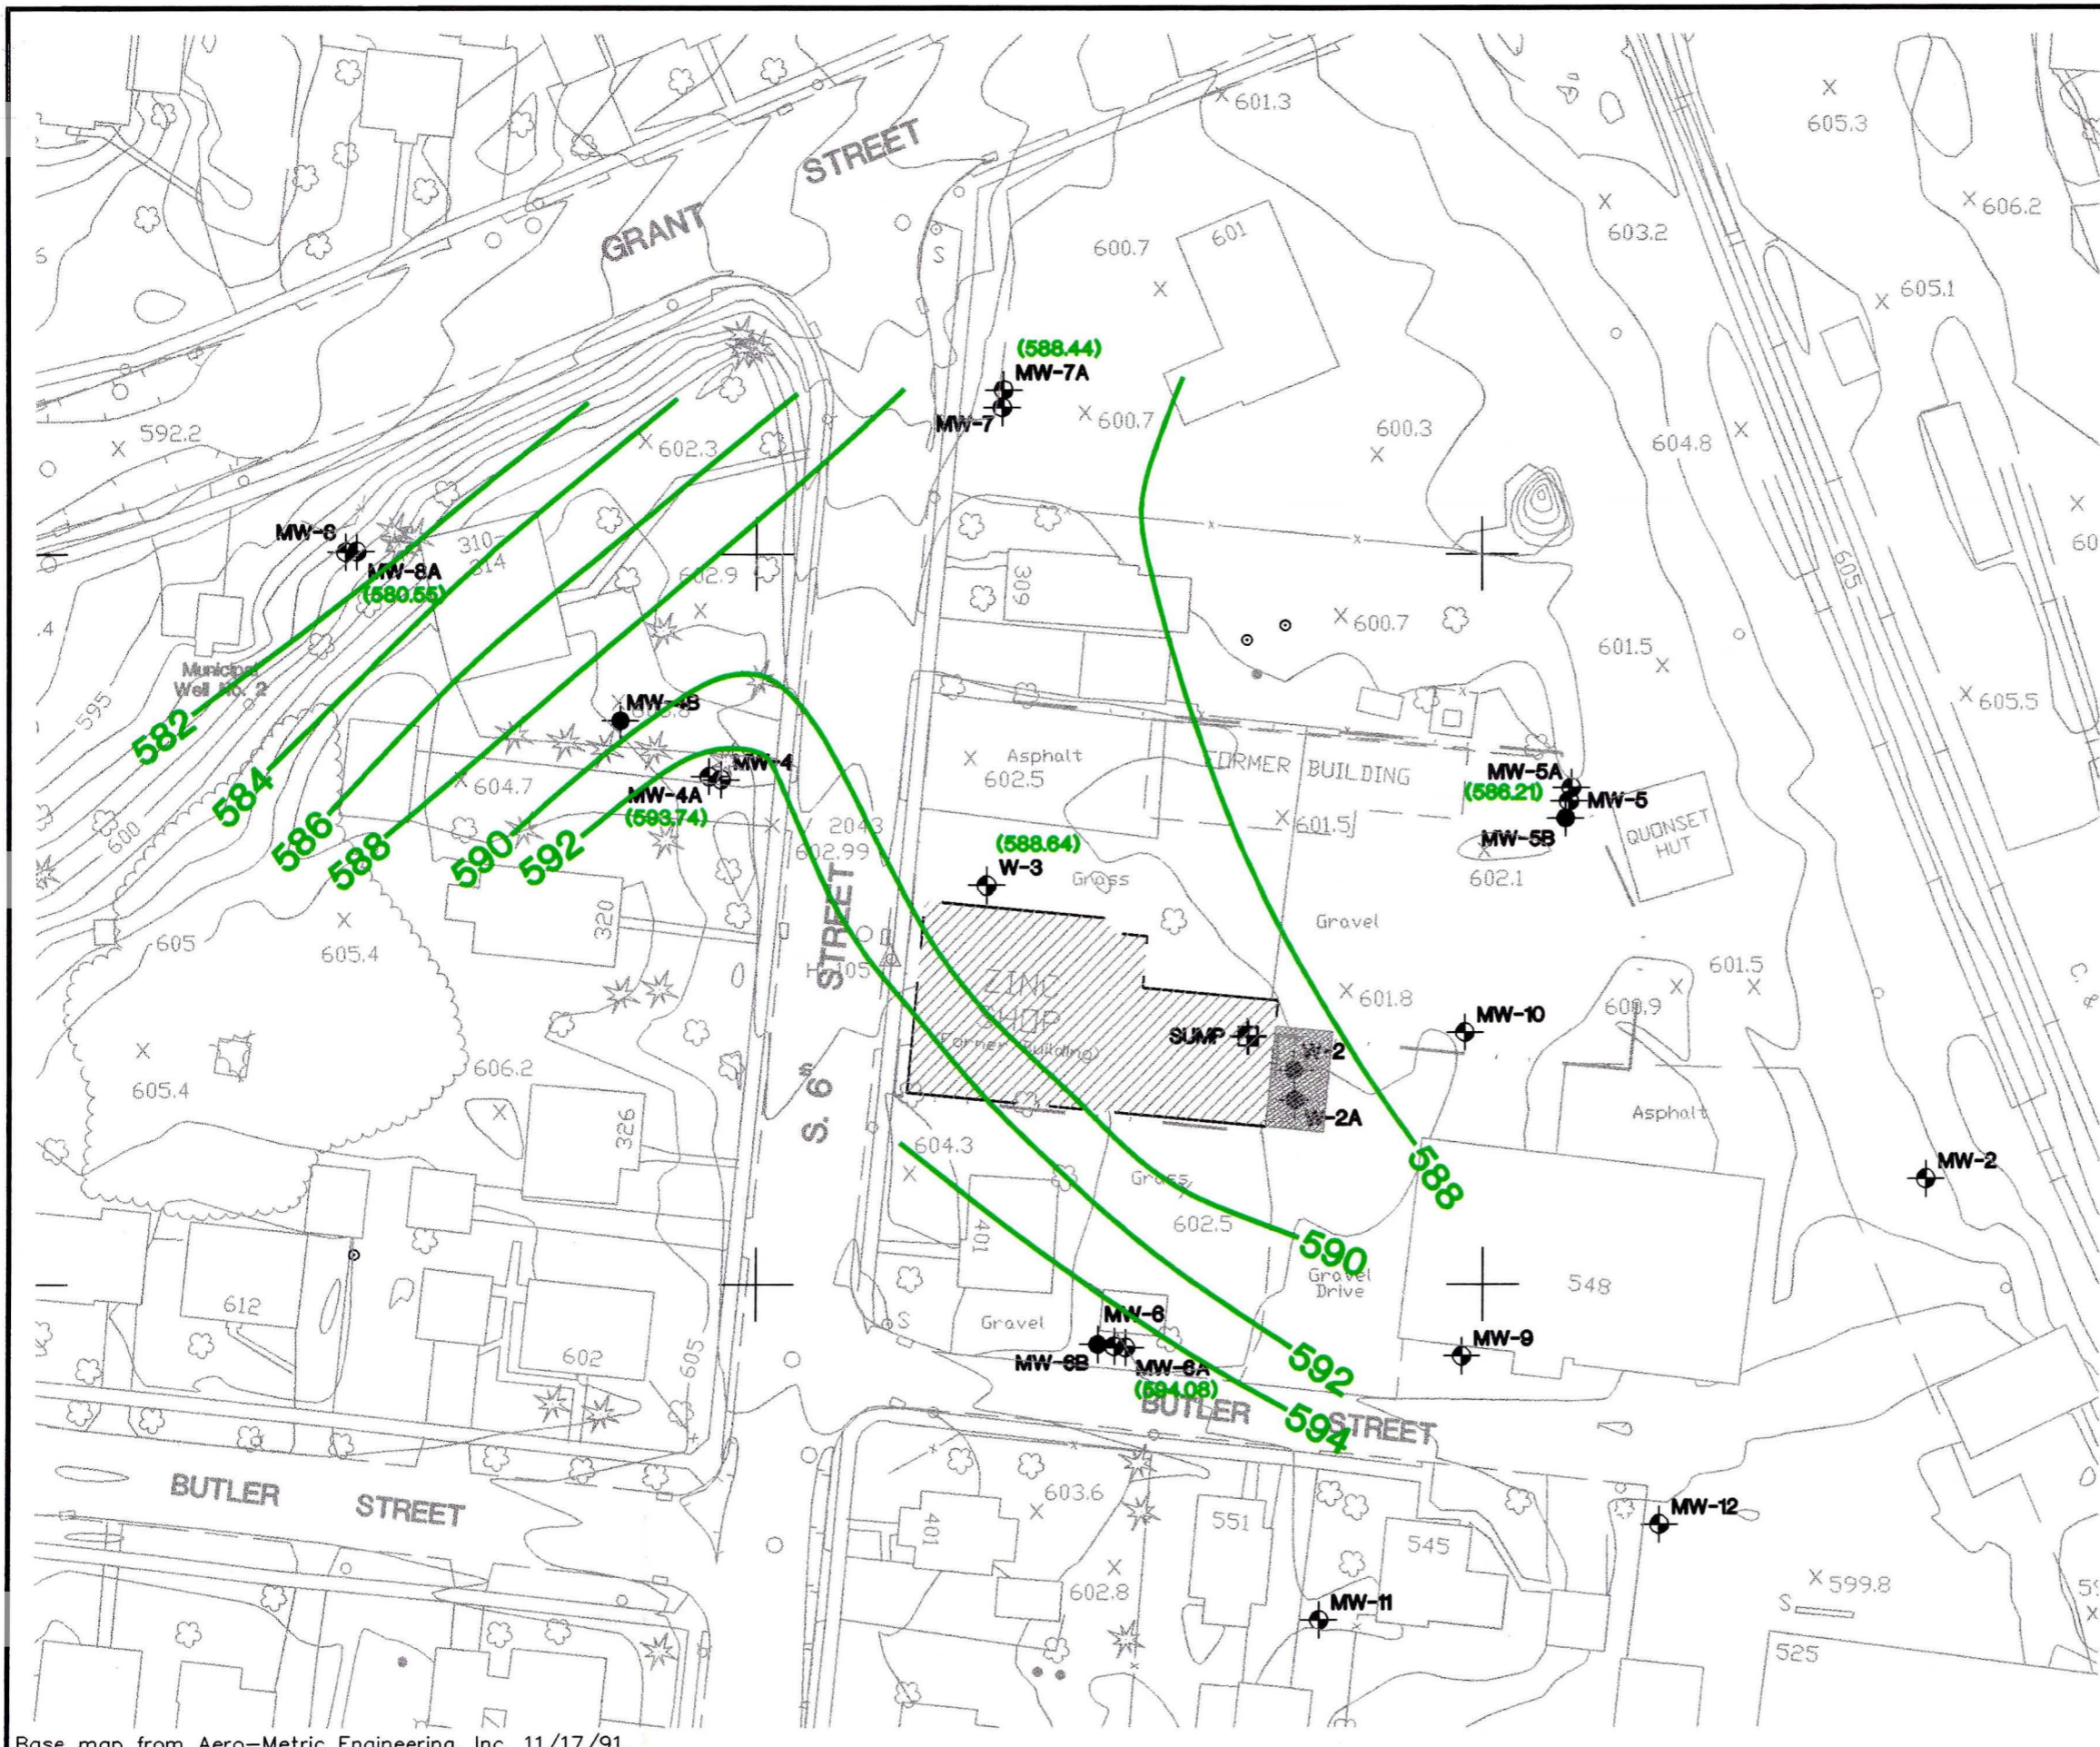 601.3
605.3
STREET
606.2
GRANT
S
600.7
601
603.2
605.1
(588.44)
MW-7A
592.2
602.3
MW-7
600.7
600.3
604.8
MW-8
310-
314
MW-8A
(580.55)
602.9
309
605
600.7
601.5
Municipal
Well No. 2
595
MW-4B
605.5
582
Asphalt
602.5
FORMER BUILDING
MW-4
MW-5A
(586.21)
MW-5
604.7
MW-4A
(593.74)
584
2043
602.99
601.5
MW-5B
QUONSET
HUT
600
586
588
590
592
(588.64)
W-3
Grass
602.1
320
STREET
Gravel
605
605.4
601.5
ZINC
SHOP
(Former Building)
601.8
600.9
SUMP
MW-10
W-2
605.4
606.2
S. 6th
W-2A
Asphalt
326
604.3
588
MW-2
Grass
602.5
401
590
Gravel
Drive
548
612
S
Gravel
MW-6
MW-9
602
605
MW-6B
MW-6A
(594.08)
592
BUTLER STREET
594
BUTLER STREET
603.6
551
401
545
MW-12
602.8
599.8
S
MW-11
525
Base map from Aero-Metric Engineering, Inc. 11/17/91